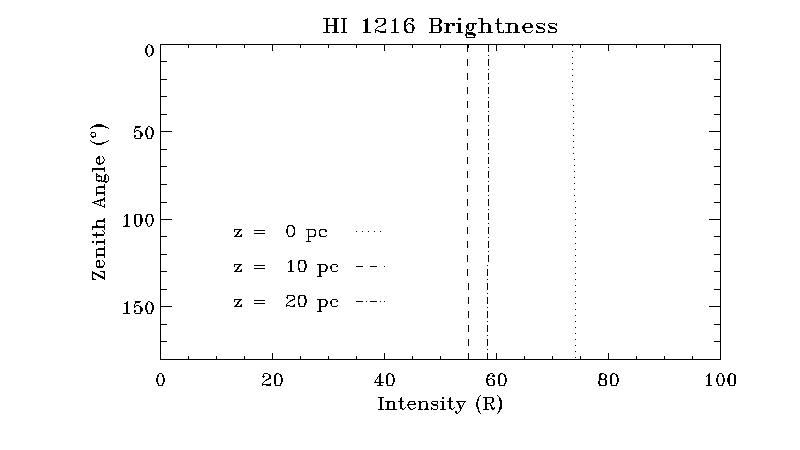 HI 1216 Brightness
0
50
100
150
Zenith Angle (°)
z = 0 pc
z = 10 pc
z = 20 pc
0 20 40 60 80 100
Intensity (R)